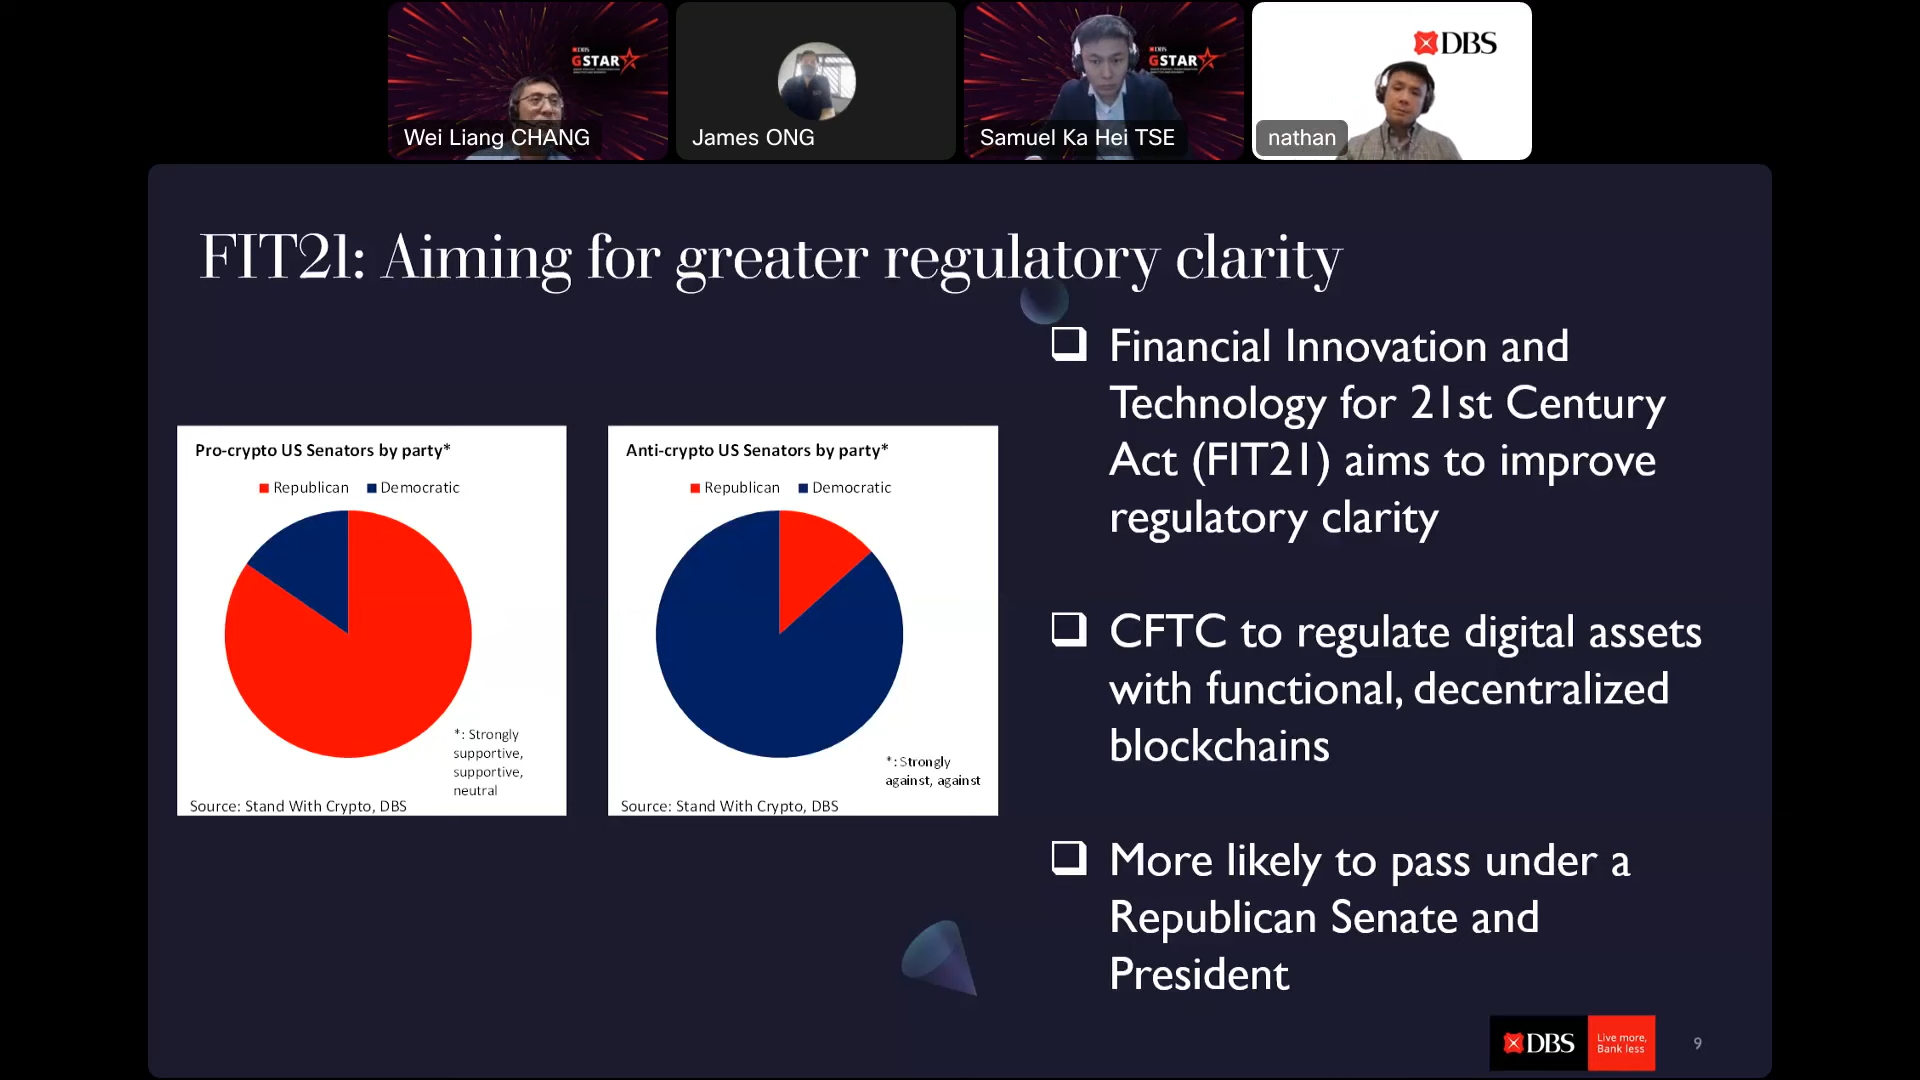 DBS
GSTAR
Wei Liang CHANG
James ONG
DBS
GSTAR
Samuel Ka Hei TSE
DBS
nathan
FIT21: Aiming for greater regulatory clarity
Pro-crypto US Senators by party*
Republican Democratic
*: Strongly
supportive,
supportive,
neutral
Source: Stand With Crypto, DBS
Anti-crypto US Senators by party*
Republican Democratic
*: Strongly
against, against
Source: Stand With Crypto, DBS
❑ Financial Innovation and
Technology for 21st Century
Act (FIT21) aims to improve
regulatory clarity
❑ CFTC to regulate digital assets
with functional, decentralized
blockchains
❑ More likely to pass under a
Republican Senate and
President
DBS
Live more,
Bank less
9